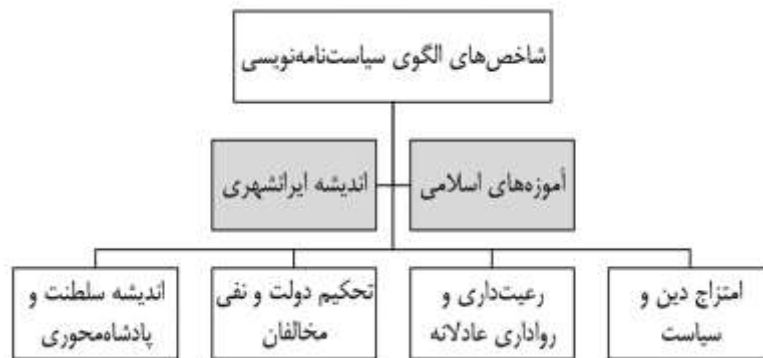 شاخص‌های الگوی سیاست‌نامه‌نویسی
آموزه‌های اسلامی
اندیشه ایرانشهری
امتزاج دین و
سیاست
رعیت‌داری و
رواداری عادلانه
تحکیم دولت و نفی
مخالفان
اندیشه سلطنت و
پادشاه‌محوری